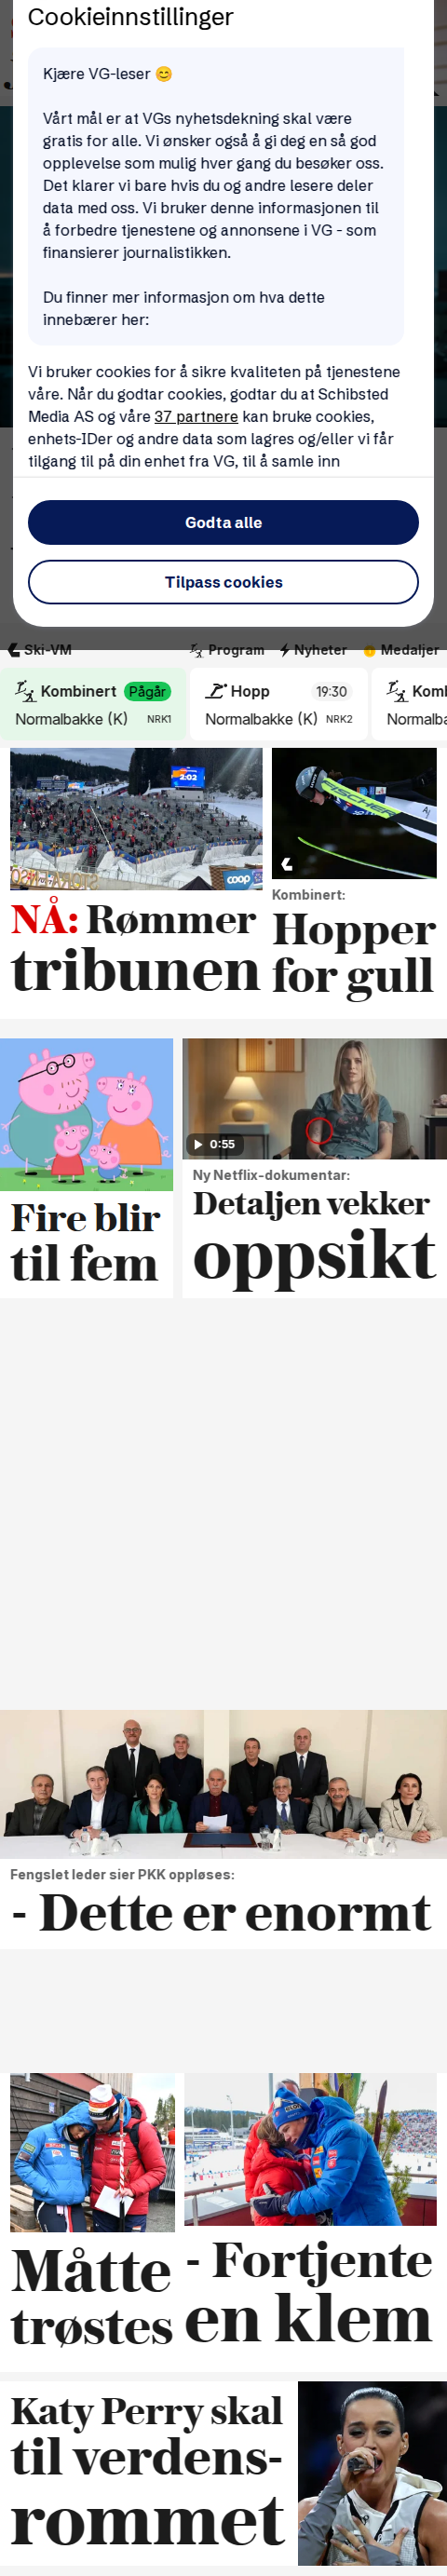 Cookieinnstillinger
Kjære VG-leser 😊
Vårt mål er at VGs nyhetsdekning skal være
gratis for alle. Vi ønsker også å gi deg en så god
opplevelse som mulig hver gang du besøker oss.
Det klarer vi bare hvis du og andre lesere deler
data med oss. Vi bruker denne informasjonen til
å forbedre tjenestene og annonsene i VG - som
finansierer journalistikken.
Du finner mer informasjon om hva dette
innebærer her:
Vi bruker cookies for å sikre kvaliteten på tjenestene
våre. Når du godtar cookies, godtar du at Schibsted
Media AS og våre 37 partnere kan bruke cookies,
enhets-IDer og andre data som lagres og/eller vi får
tilgang til på din enhet fra VG, til å samle inn
Godta alle
Tilpass cookies
Ski-VM Program Nyheter Medaljer
Kombinert Pågår Hopp 19:30 Komb
Normalbakke (K) NRK1 Normalbakke (K) NRK2 Normalba
2:02
coop
FISCHER
NÅ: Rømmer
tribunen
Kombinert:
Hopper
for gull
0:55
Fire blir
til fem
Ny Netflix-dokumentar:
Detaljen vekker
oppsikt
Fengslet leder sier PKK oppløses:
- Dette er enormt
Måtte
trøstes
- Fortjente
en klem
Katy Perry skal
til verdens-
rommet